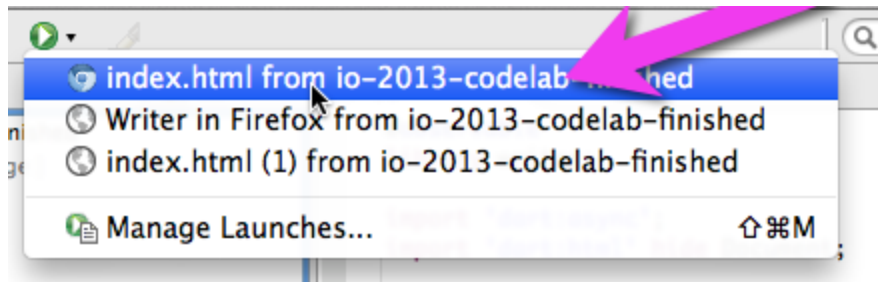 index.html from io-2013-codelab-finished
Writer in Firefox from io-2013-codelab-finished
index.html (1) from io-2013-codelab-finished
Manage Launches... ⇧⌘M